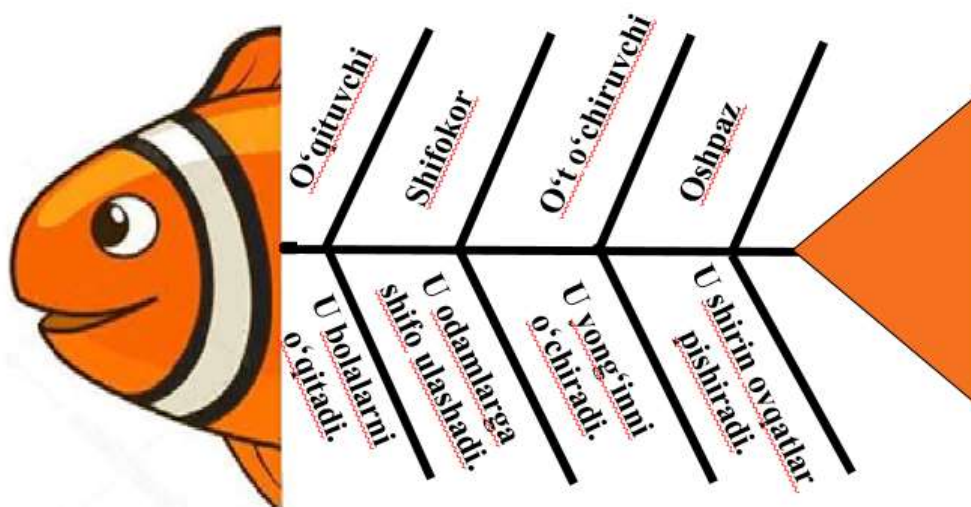 O‘qituvchi
Shifokor
O‘t o‘chiruvchi
Oshpaz
U bolalarni
o‘qitadi.
U odamlarga
shifo ulashadi.
U yong‘inni
o‘chiradi.
U shirin ovqatlar
pishiradi.